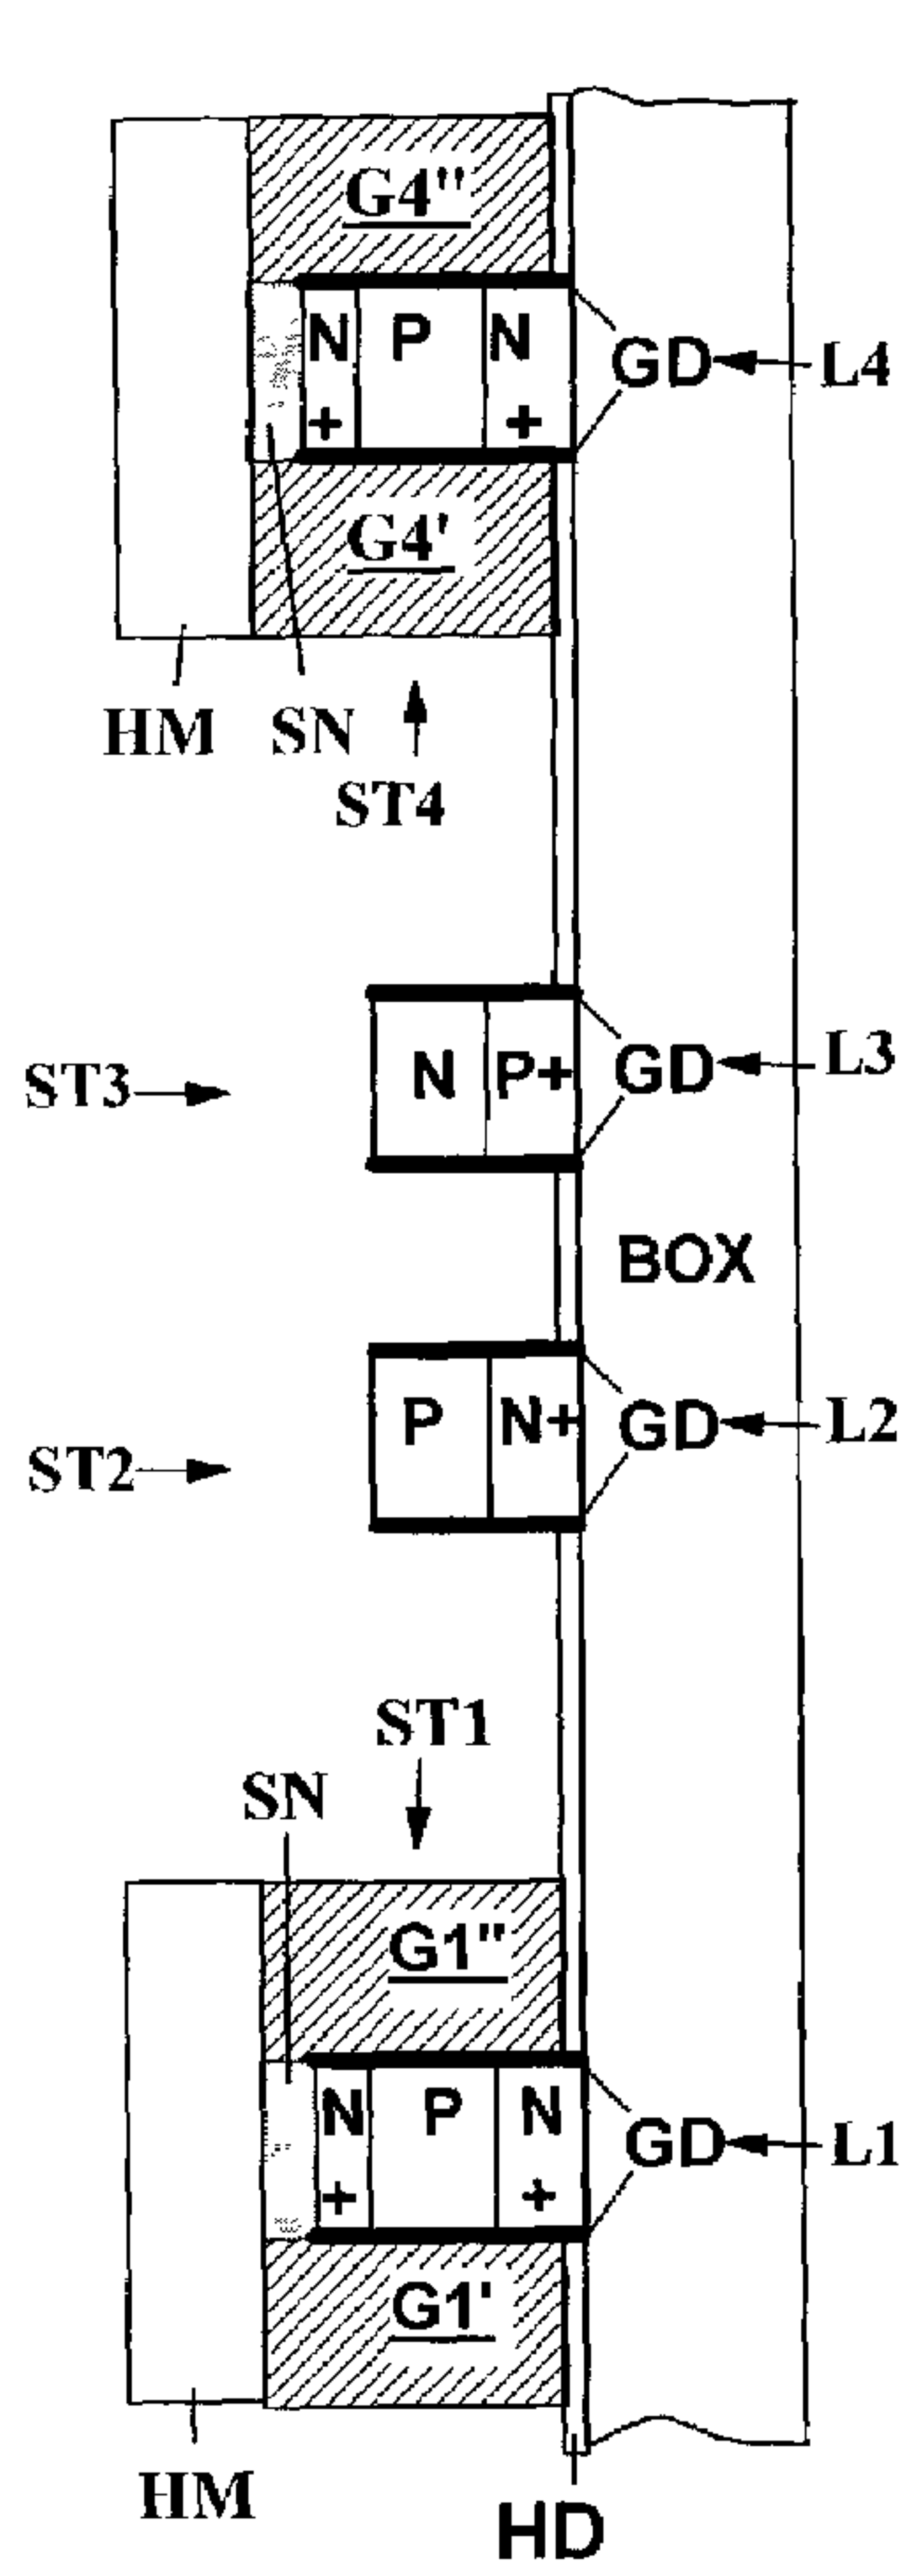 G4"
N P N
+ +
GD L4
G4'
HM SN
ST4
ST3
N P+
GD L3
BOX
P N+
GD L2
ST2
ST1
SN
G1"
N P N
+ +
GD L1
G1'
HM
HD